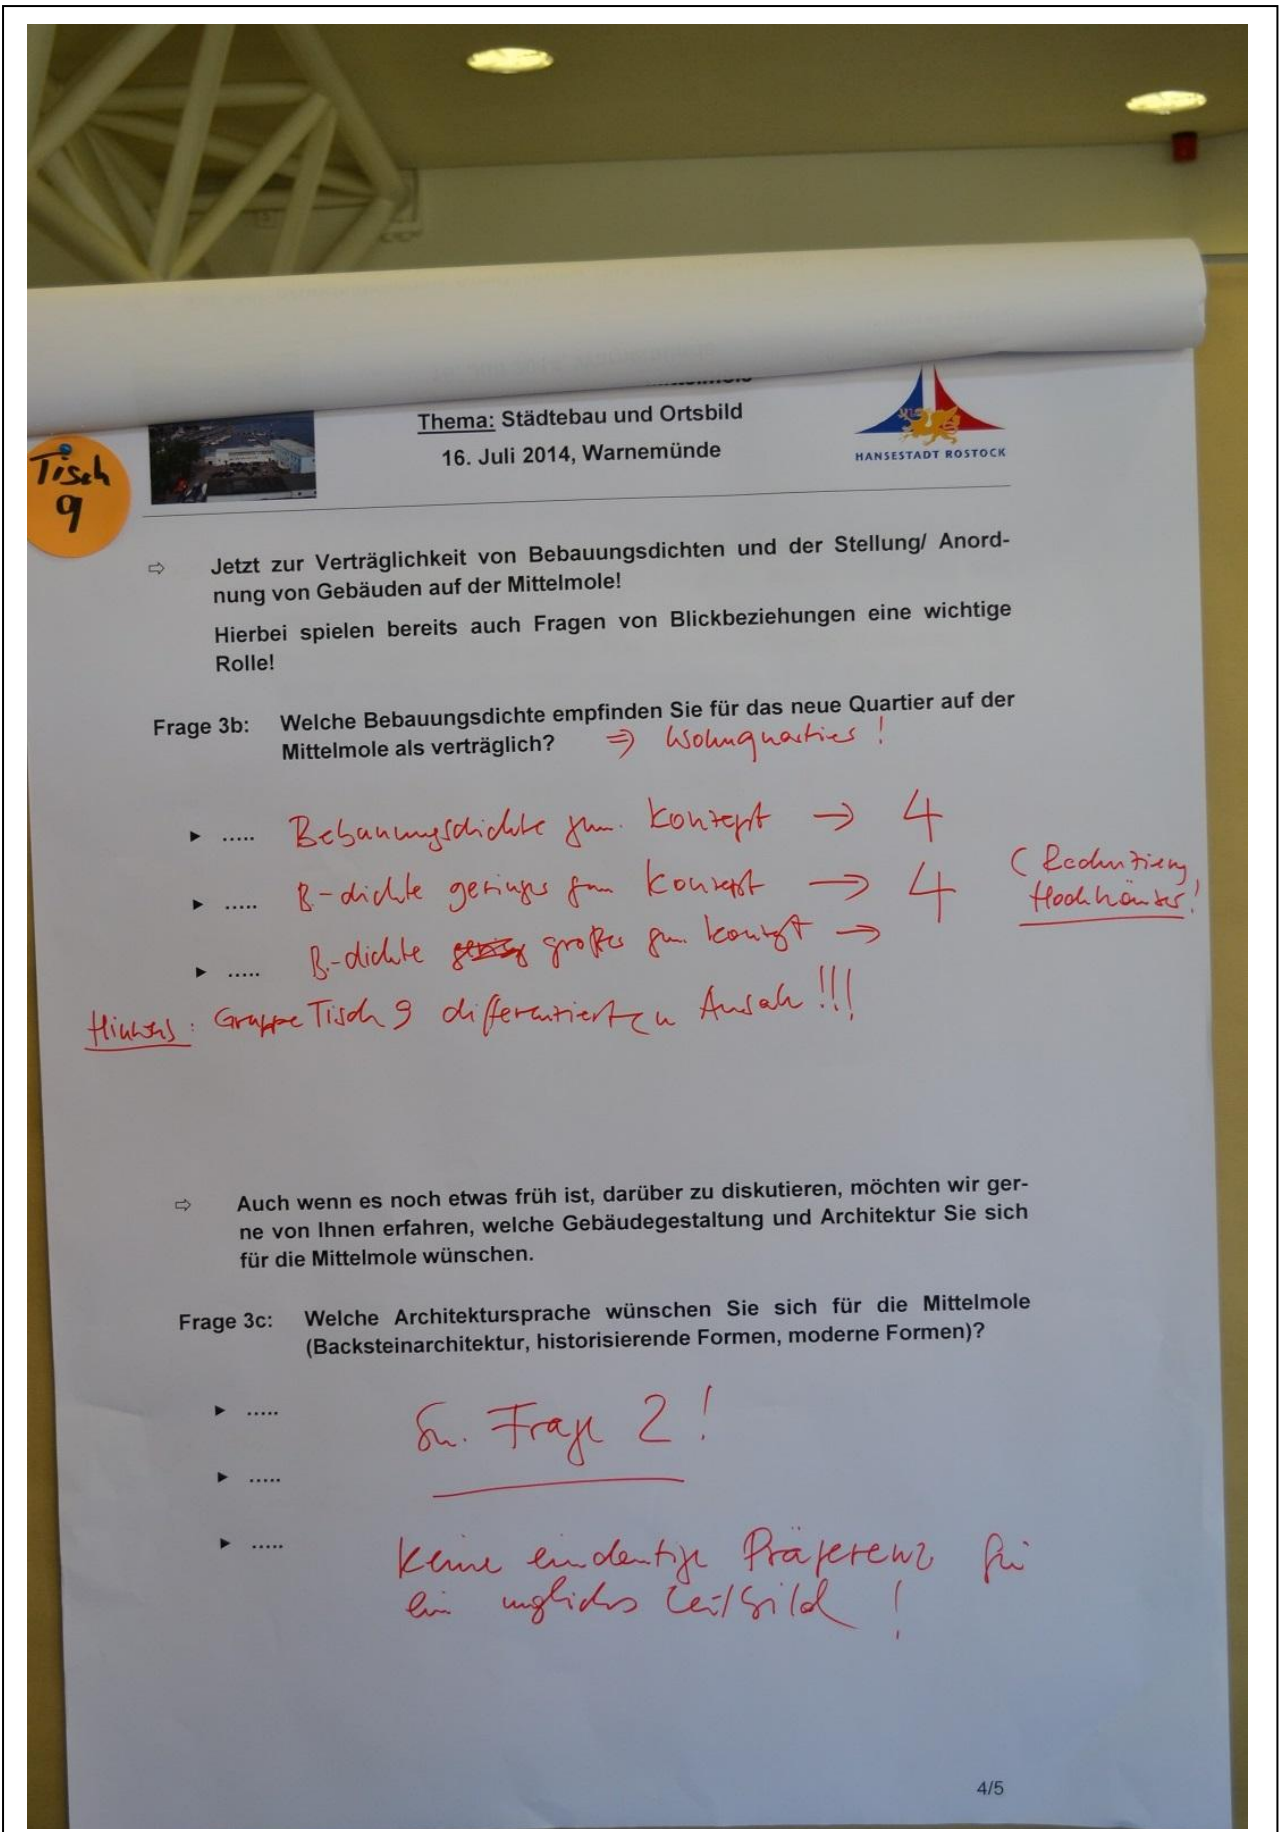 Thema: Städtebau und Ortsbild
16. Juli 2014, Warnemünde
HANSESTADT ROSTOCK
Tisch
9
⇨ Jetzt zur Verträglichkeit von Bebauungsdichten und der Stellung/ Anord-
nung von Gebäuden auf der Mittelmole!
Hierbei spielen bereits auch Fragen von Blickbeziehungen eine wichtige
Rolle!
Frage 3b: Welche Bebauungsdichte empfinden Sie für das neue Quartier auf der
Mittelmole als verträglich? ⇒ Wohnquartier!
► ..... Bebauungsdichte gem. Konzept → 4
► ..... B-dichte geringer gem Konzept → 4 (Reduzierung
Hochhäuser!
► ..... B.-dichte größer gem. Konzept →
Hinweis: Gruppe Tisch 9 differenzierte Ansah!!!
⇨ Auch wenn es noch etwas früh ist, darüber zu diskutieren, möchten wir ger-
ne von Ihnen erfahren, welche Gebäudegestaltung und Architektur Sie sich
für die Mittelmole wünschen.
Frage 3c: Welche Architektursprache wünschen Sie sich für die Mittelmole
(Backsteinarchitektur, historisierende Formen, moderne Formen)?
► .....
Frage 2!
► .....
► .....
Keine eindeutige Präferenz für
ein Leitbild!
4/5